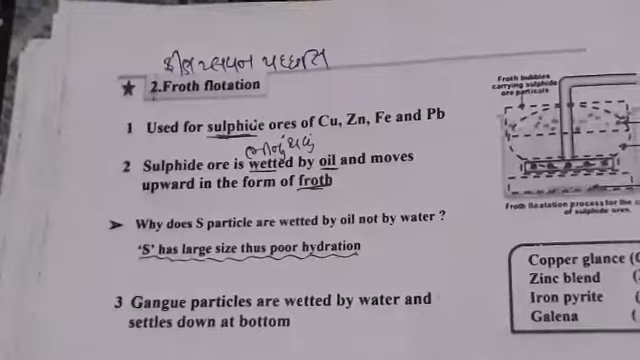 ફીણ પ્લવન પદ્ધતિ
★ 2.Froth flotation
1 Used for sulphide ores of Cu, Zn, Fe and Pb
2 Sulphide ore is wetted by oil and moves
upward in the form of froth
➤ Why does S particle are wetted by oil not by water ?
‘S’ has large size thus poor hydration
3 Gangue particles are wetted by water and
settles down at bottom
Froth bubbles
carrying sulphide
ore particals
Froth floatation process for the c
of sulphide ores.
Copper glance (
Zinc blend (
Iron pyrite (
Galena (